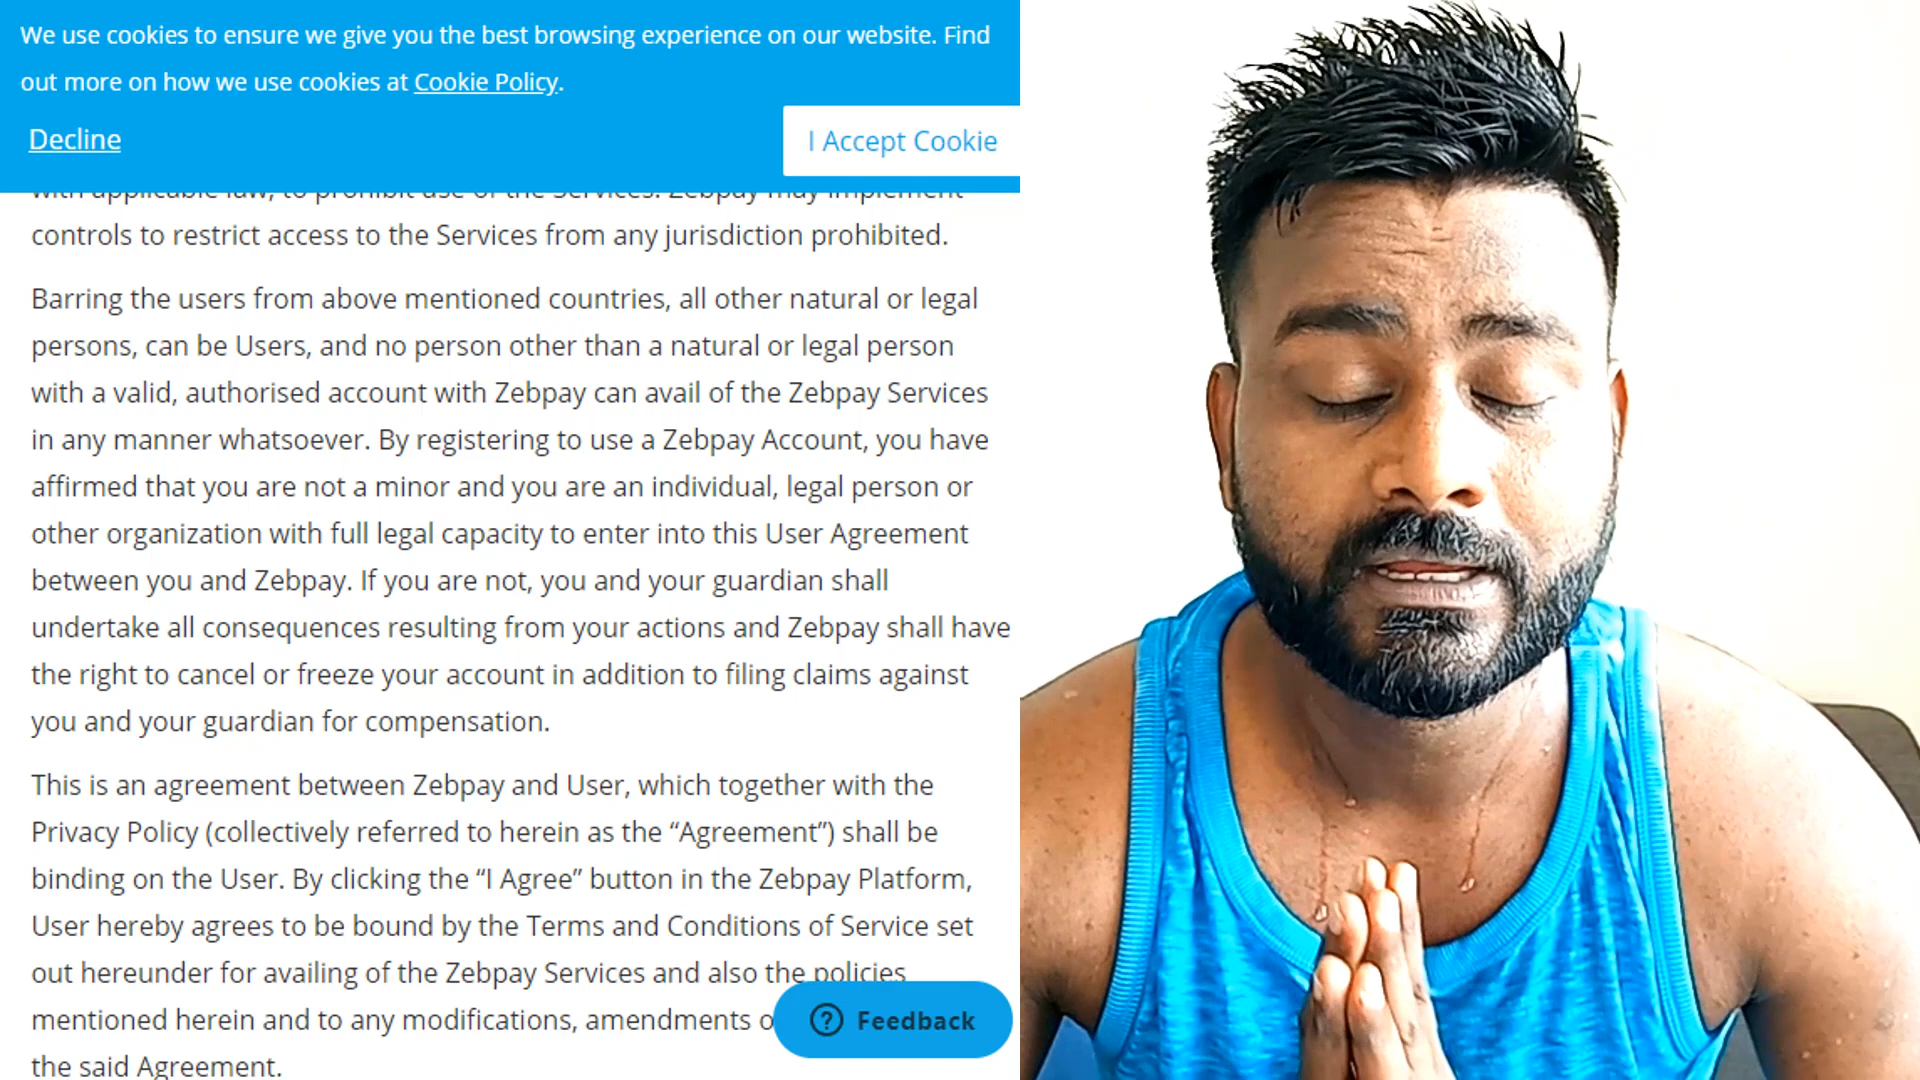 We use cookies to ensure we give you the best browsing experience on our website. Find
out more on how we use cookies at Cookie Policy.
Decline
I Accept Cookie
with applicable law, to prohibit use of the Services. Zebpay may implement
controls to restrict access to the Services from any jurisdiction prohibited.
Barring the users from above mentioned countries, all other natural or legal
persons, can be Users, and no person other than a natural or legal person
with a valid, authorised account with Zebpay can avail of the Zebpay Services
in any manner whatsoever. By registering to use a Zebpay Account, you have
affirmed that you are not a minor and you are an individual, legal person or
other organization with full legal capacity to enter into this User Agreement
between you and Zebpay. If you are not, you and your guardian shall
undertake all consequences resulting from your actions and Zebpay shall have
the right to cancel or freeze your account in addition to filing claims against
you and your guardian for compensation.
This is an agreement between Zebpay and User, which together with the
Privacy Policy (collectively referred to herein as the “Agreement”) shall be
binding on the User. By clicking the “I Agree” button in the Zebpay Platform,
User hereby agrees to be bound by the Terms and Conditions of Service set
out hereunder for availing of the Zebpay Services and also the policies
mentioned herein and to any modifications, amendments
the said Agreement.
Feedback